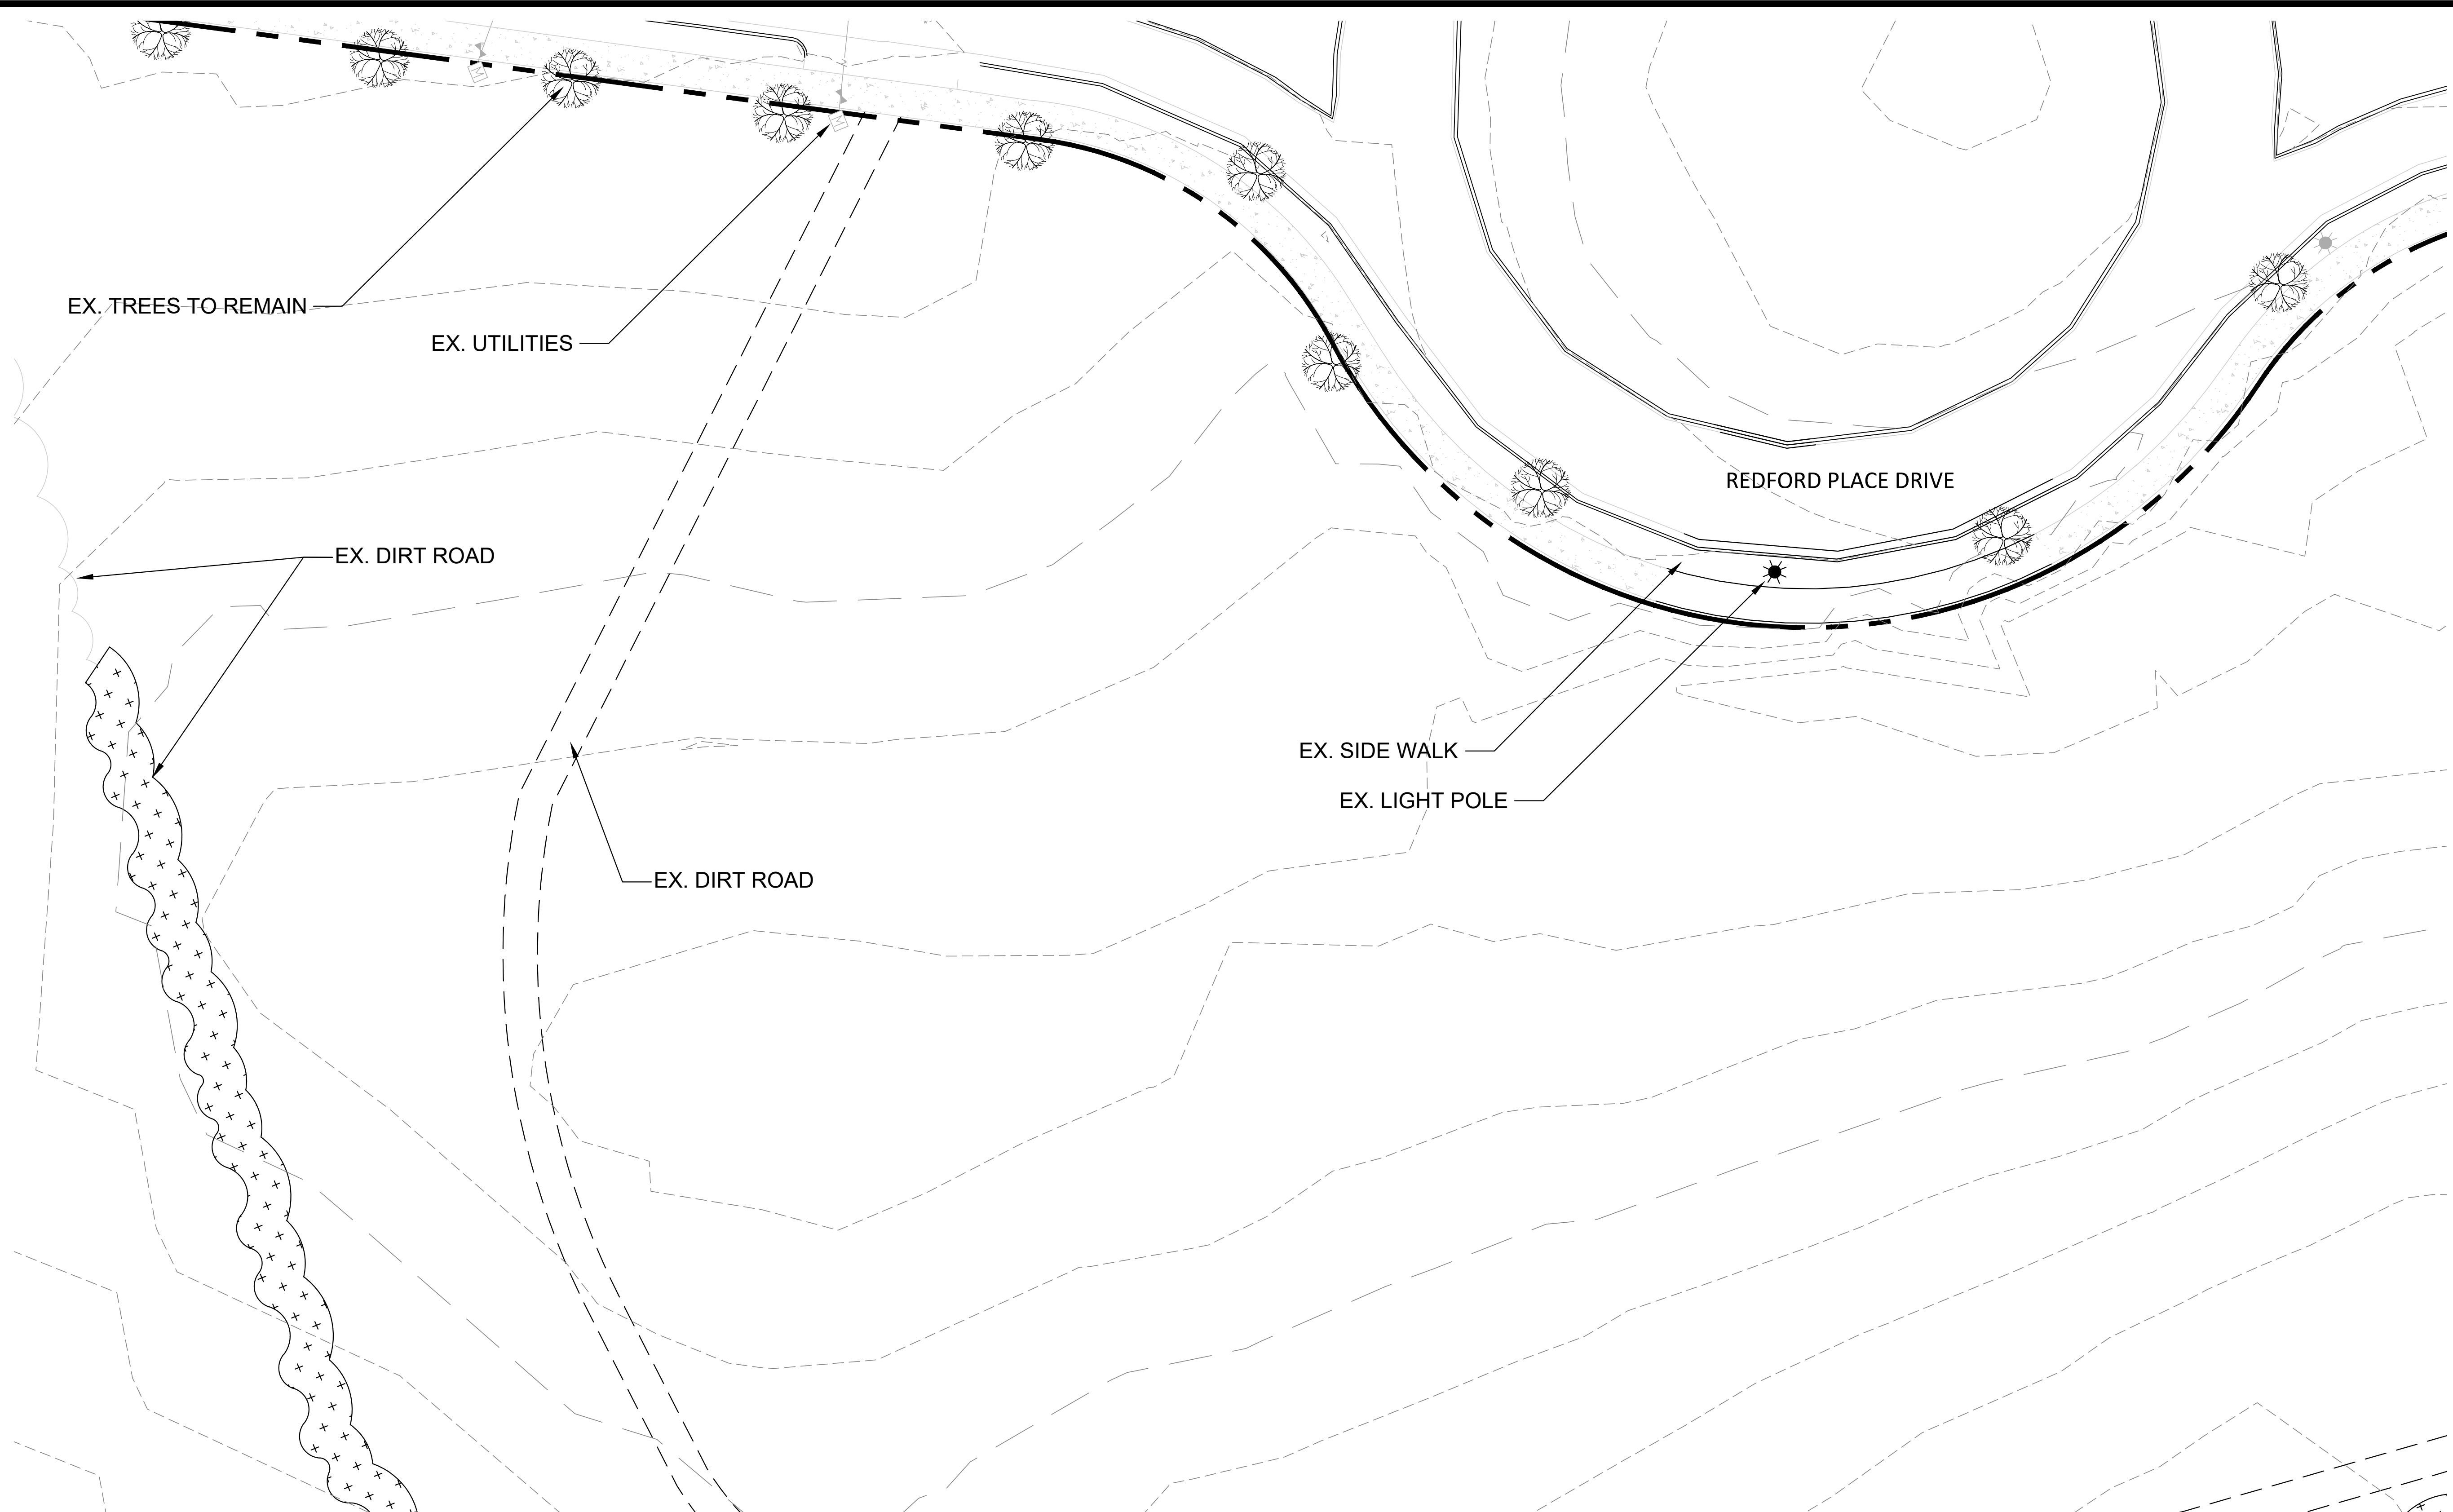 EX. TREES TO REMAIN
EX. UTILITIES
REDFORD PLACE DRIVE
EX. DIRT ROAD
EX. SIDE WALK
EX. LIGHT POLE
EX. DIRT ROAD